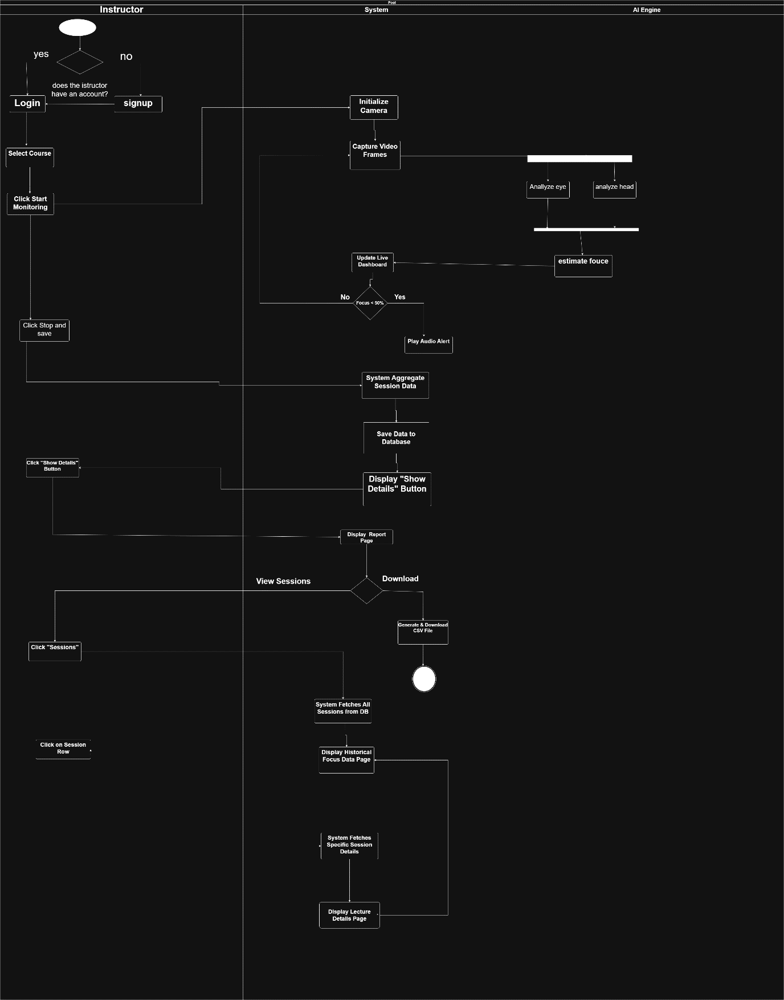 Pool
Instructor
System
AI Engine
yes
no
does the istructor
have an account?
Login
signup
Initialize
Camera
Select Course
Capture Video
Frames
Anallyze eye
analyze head
Click Start
Monitoring
Update Live
Dashboard
estimate fouce
No
Focus < 50%
Yes
Click Stop and
save
Play Audio Alert
System Aggregate
Session Data
Save Data to
Database
Click "Show Details"
Button
Display "Show
Details" Button
Display Report
Page
View Sessions
Download
Generate & Download
CSV File
Click "Sessions"
System Fetches All
Sessions from DB
Click on Session
Row
Display Historical
Focus Data Page
System Fetches
Specific Session
Details
Display Lecture
Details Page